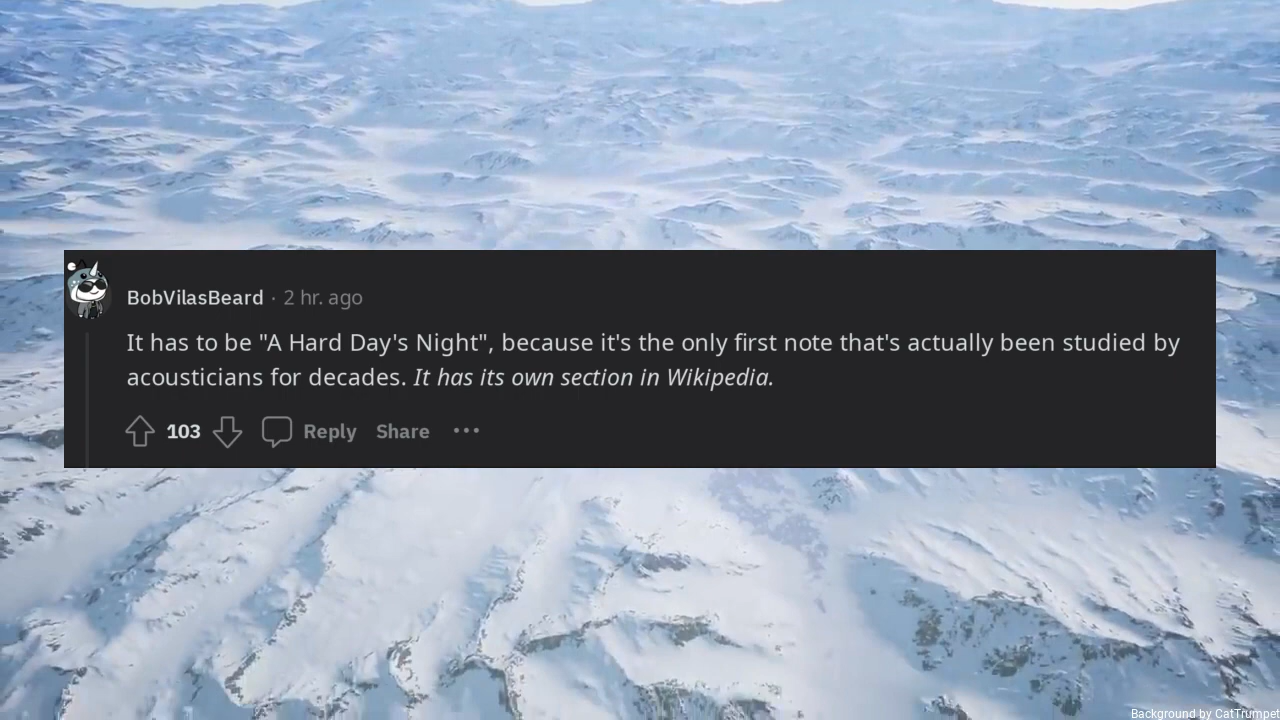 BobVilasBeard · 2 hr. ago
It has to be "A Hard Day's Night", because it's the only first note that's actually been studied by
acousticians for decades. It has its own section in Wikipedia.
103 Reply Share •••
Background by CatTrumpet